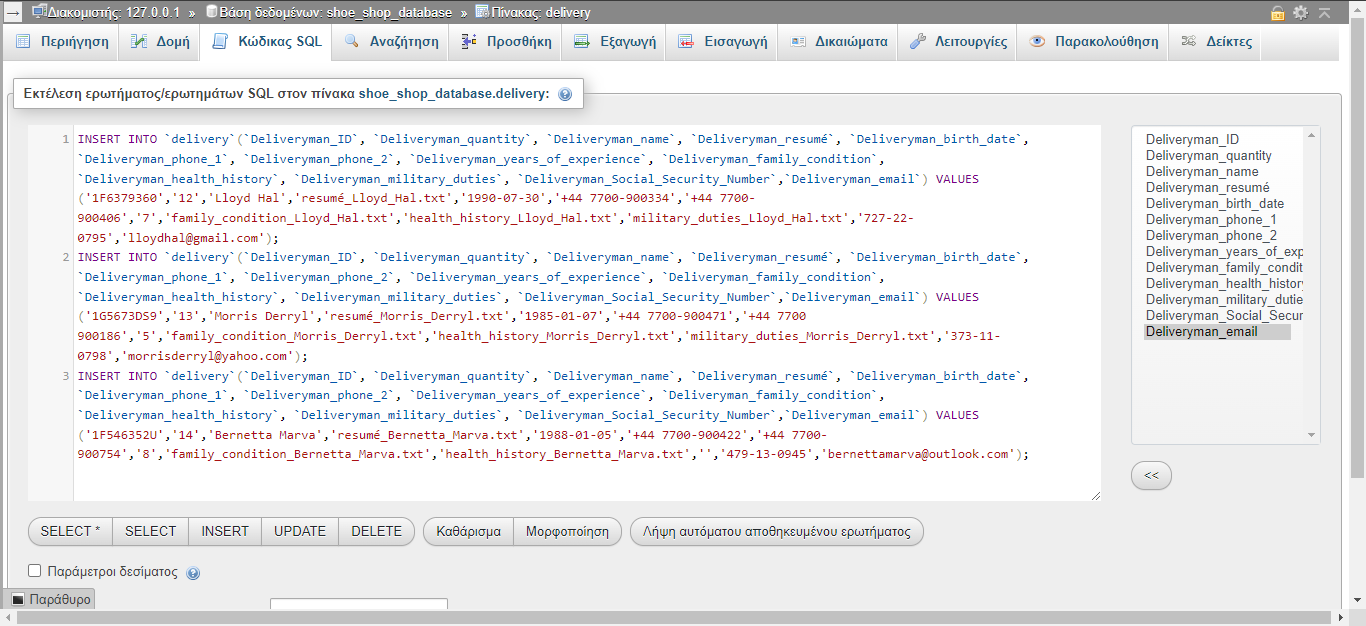 Διακομιστής: 127.0.0.1 » Βάση δεδομένων: shoe_shop_database » Πίνακας: delivery
Περιήγηση Δομή Κώδικας SQL Αναζήτηση Προσθήκη Εξαγωγή Εισαγωγή Δικαιώματα Λειτουργίες Παρακολούθηση Δείκτες
Εκτέλεση ερωτήματος/ερωτημάτων SQL στον πίνακα shoe_shop_database.delivery:
1 INSERT INTO `delivery`(`Deliveryman_ID`, `Deliveryman_quantity`, `Deliveryman_name`, `Deliveryman_resumé`, `Deliveryman_birth_date`,
`Deliveryman_phone_1`, `Deliveryman_phone_2`, `Deliveryman_years_of_experience`, `Deliveryman_family_condition`,
`Deliveryman_health_history`, `Deliveryman_military_duties`, `Deliveryman_Social_Security_Number`,`Deliveryman_email`) VALUES
('1F6379360','12','Lloyd Hal','resumé_Lloyd_Hal.txt','1990-07-30','+44 7700-900334','+44 7700-
900406','7','family_condition_Lloyd_Hal.txt','health_history_Lloyd_Hal.txt','military_duties_Lloyd_Hal.txt','727-22-
0795','lloydhal@gmail.com');
2 INSERT INTO `delivery`(`Deliveryman_ID`, `Deliveryman_quantity`, `Deliveryman_name`, `Deliveryman_resumé`, `Deliveryman_birth_date`,
`Deliveryman_phone_1`, `Deliveryman_phone_2`, `Deliveryman_years_of_experience`, `Deliveryman_family_condition`,
`Deliveryman_health_history`, `Deliveryman_military_duties`, `Deliveryman_Social_Security_Number`,`Deliveryman_email`) VALUES
('1G5673DS9','13','Morris Derryl','resumé_Morris_Derryl.txt','1985-01-07','+44 7700-900471','+44 7700
900186','5','family_condition_Morris_Derryl.txt','health_history_Morris_Derryl.txt','military_duties_Morris_Derryl.txt','373-11-
0798','morrisderryl@yahoo.com');
3 INSERT INTO `delivery`(`Deliveryman_ID`, `Deliveryman_quantity`, `Deliveryman_name`, `Deliveryman_resumé`, `Deliveryman_birth_date`,
`Deliveryman_phone_1`, `Deliveryman_phone_2`, `Deliveryman_years_of_experience`, `Deliveryman_family_condition`,
`Deliveryman_health_history`, `Deliveryman_military_duties`, `Deliveryman_Social_Security_Number`,`Deliveryman_email`) VALUES
('1F546352U','14','Bernetta Marva','resumé_Bernetta_Marva.txt','1988-01-05','+44 7700-900422','+44 7700-
900754','8','family_condition_Bernetta_Marva.txt','health_history_Bernetta_Marva.txt','','479-13-0945','bernettamarva@outlook.com');
Deliveryman_ID
Deliveryman_quantity
Deliveryman_name
Deliveryman_resumé
Deliveryman_birth_date
Deliveryman_phone_1
Deliveryman_phone_2
Deliveryman_years_of_exp
Deliveryman_family_condit
Deliveryman_health_history
Deliveryman_military_dutie
Deliveryman_Social_Secur
Deliveryman_email
<<
SELECT * SELECT INSERT UPDATE DELETE Καθάρισμα Μορφοποίηση Λήψη αυτόματου αποθηκευμένου ερωτήματος
Παράμετροι δεσίματος
Παράθυρο